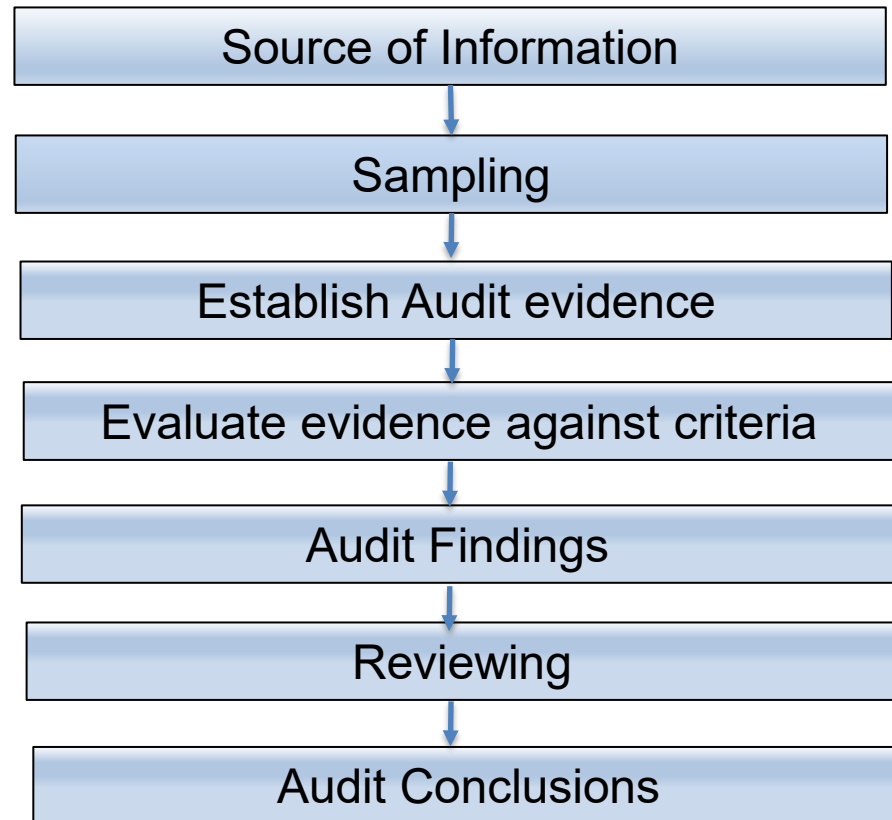 Source of Information
Sampling
Establish Audit evidence
Evaluate evidence against criteria
Audit Findings
Reviewing
Audit Conclusions